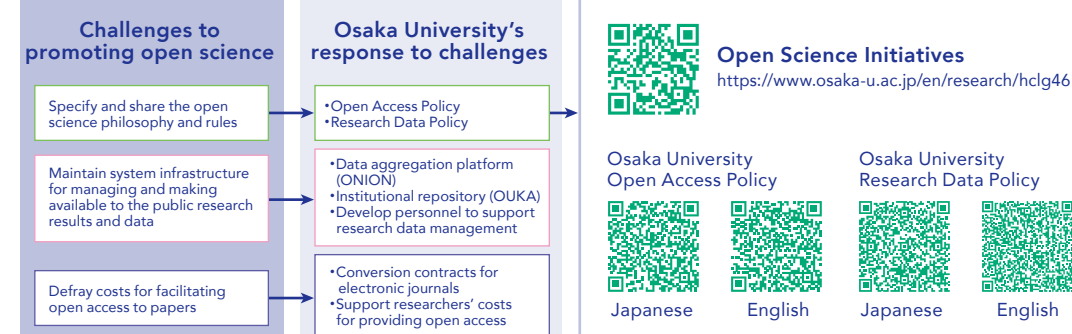 Challenges to
promoting open science
Specify and share the open
science philosophy and rules
Maintain system infrastructure
for managing and making
available to the public research
results and data
Defray costs for facilitating
open access to papers
Osaka University's
response to challenges
•Open Access Policy
•Research Data Policy
•Data aggregation platform
(ONION)
•Institutional repository (OUKA)
•Develop personnel to support
research data management
•Conversion contracts for
electronic journals
•Support researchers' costs
for providing open access
Open Science Initiatives
https://www.osaka-u.ac.jp/en/research/hclg46
Osaka University
Open Access Policy
Japanese
English
Osaka University
Research Data Policy
Japanese
English